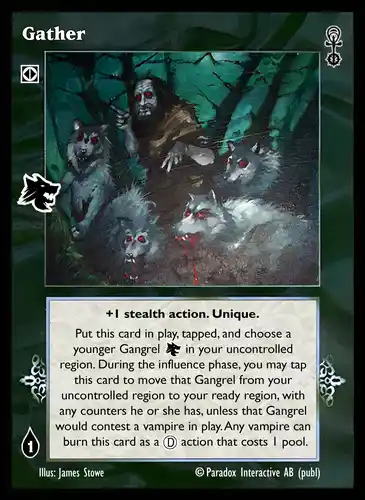 Gather
+1 stealth action. Unique.
Put this card in play, tapped, and choose a
younger Gangrel in your uncontrolled
region. During the influence phase, you may tap
this card to move that Gangrel from your
uncontrolled region to your ready region, with
any counters he or she has, unless that Gangrel
would contest a vampire in play. Any vampire can
burn this card as a Ⓓ action that costs 1 pool.
1
Illus: James Stowe © Paradox Interactive AB (publ)